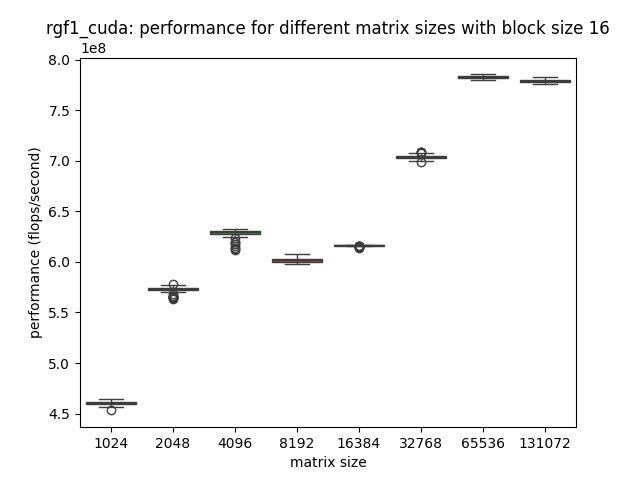 rgf1_cuda: performance for different matrix sizes with block size 16
1e8
8.0
7.5
7.0
6.5
6.0
5.5
5.0
4.5
performance (flops/second)
1024 2048 4096 8192 16384 32768 65536 131072
matrix size